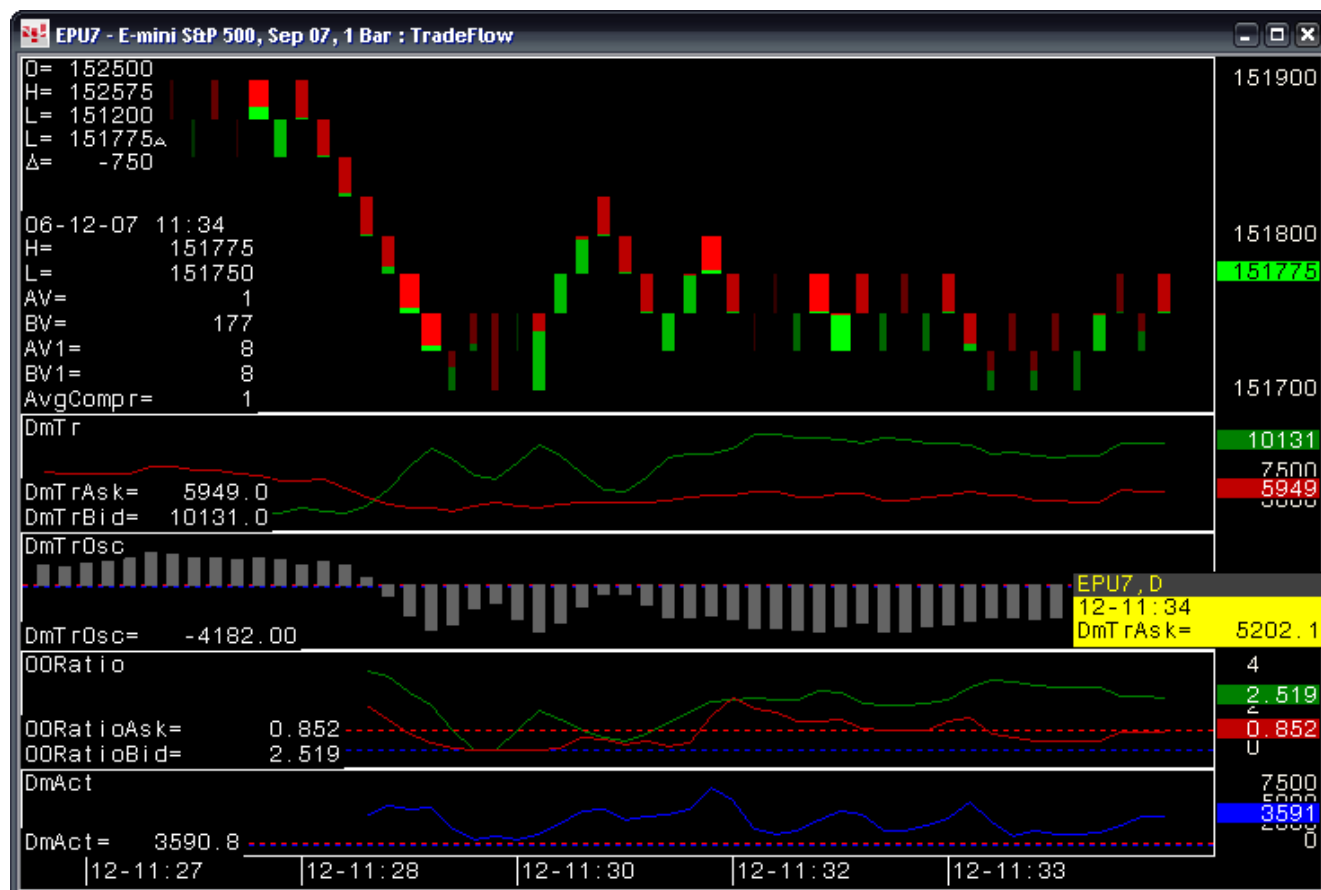 EPU7 - E-mini S&P 500, Sep 07, 1 Bar : TradeFlow
O= 152500
H= 152575
L= 151200
L= 151775
Δ= -750
06-12-07 11:34
H= 151775
L= 151750
AV= 1
BV= 177
AV1= 8
BV1= 8
AvgCompr= 1
151900
151800
151775
151700
DmTr
DmTrAsk= 5949.0
DmTrBid= 10131.0
10131
7500
5949
DmTrOsc
DmTrOsc= -4182.00
EPU7,D
12-11:34
DmTrAsk= 5202.1
OORatio
OORatioAsk= 0.852
OORatioBid= 2.519
4
2.519
0.852
0
DmAct
DmAct= 3590.8
7500
3591
0
12-11:27
12-11:28
12-11:30
12-11:32
12-11:33